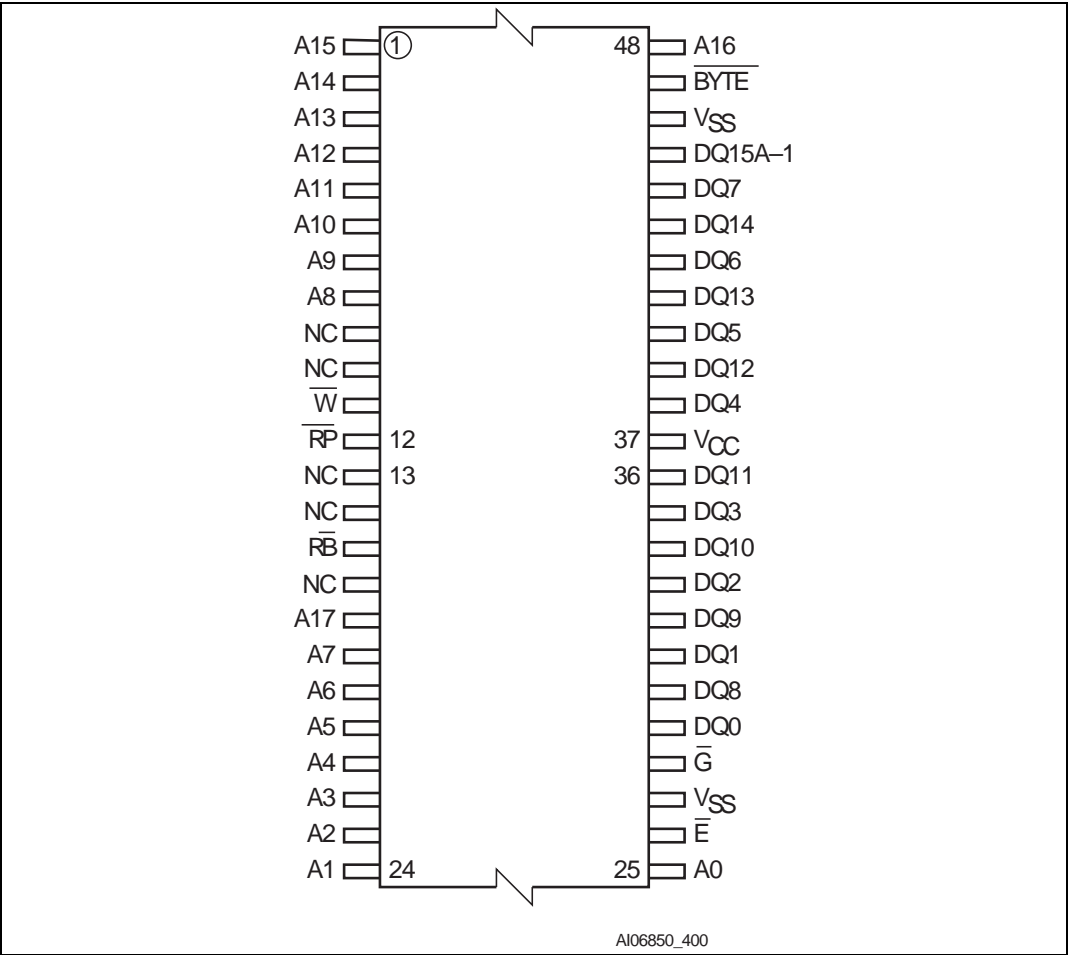 A15 1 48 A16
A14 B̅Y̅T̅E̅
A13 VSS
A12 DQ15A–1
A11 DQ7
A10 DQ14
A9 DQ6
A8 DQ13
NC DQ5
NC DQ12
W̅ DQ4
R̅P̅ 12 37 VCC
NC 13 36 DQ11
NC DQ3
RB̅ DQ10
NC DQ2
A17 DQ9
A7 DQ1
A6 DQ8
A5 DQ0
A4 G̅
A3 VSS
A2 E̅
A1 24 25 A0
AI06850_400